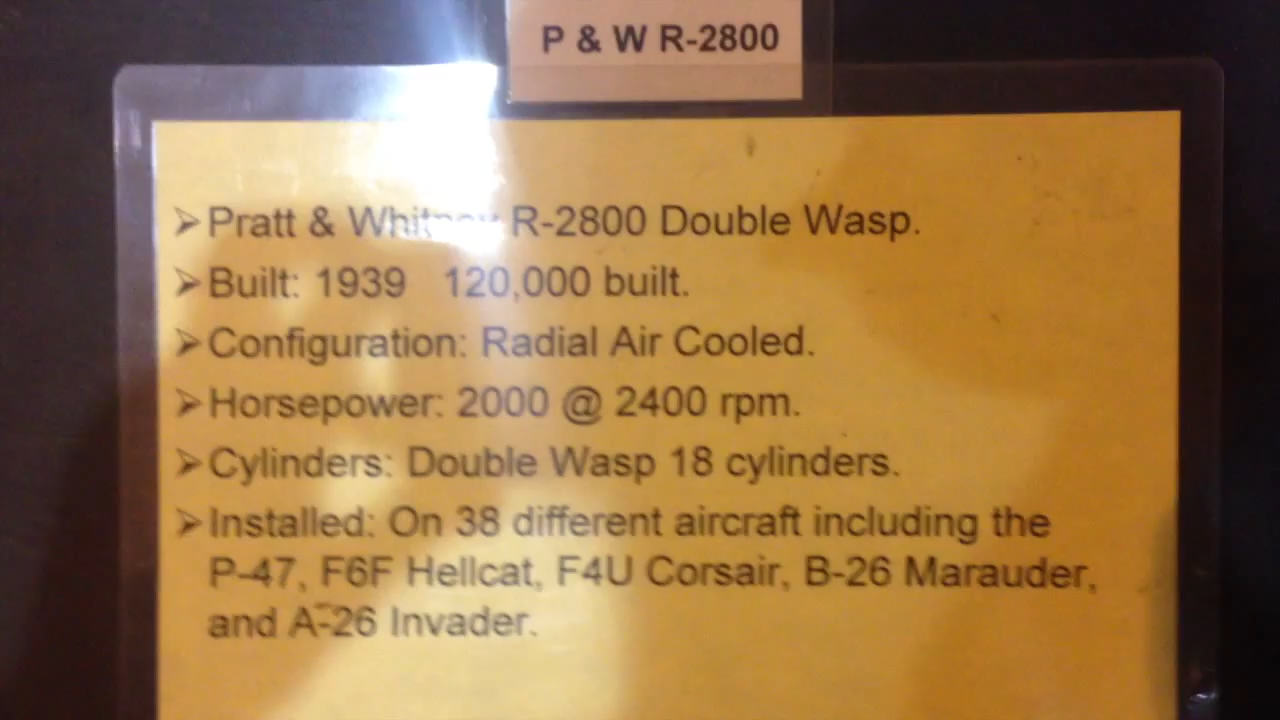 P & W R-2800
➢ Pratt & Whitney R-2800 Double Wasp.
➢ Built: 1939 120,000 built.
➢ Configuration: Radial Air Cooled.
➢ Horsepower: 2000 @ 2400 rpm.
➢ Cylinders: Double Wasp 18 cylinders.
➢ Installed: On 38 different aircraft including the
P-47, F6F Hellcat, F4U Corsair, B-26 Marauder,
and A-26 Invader.